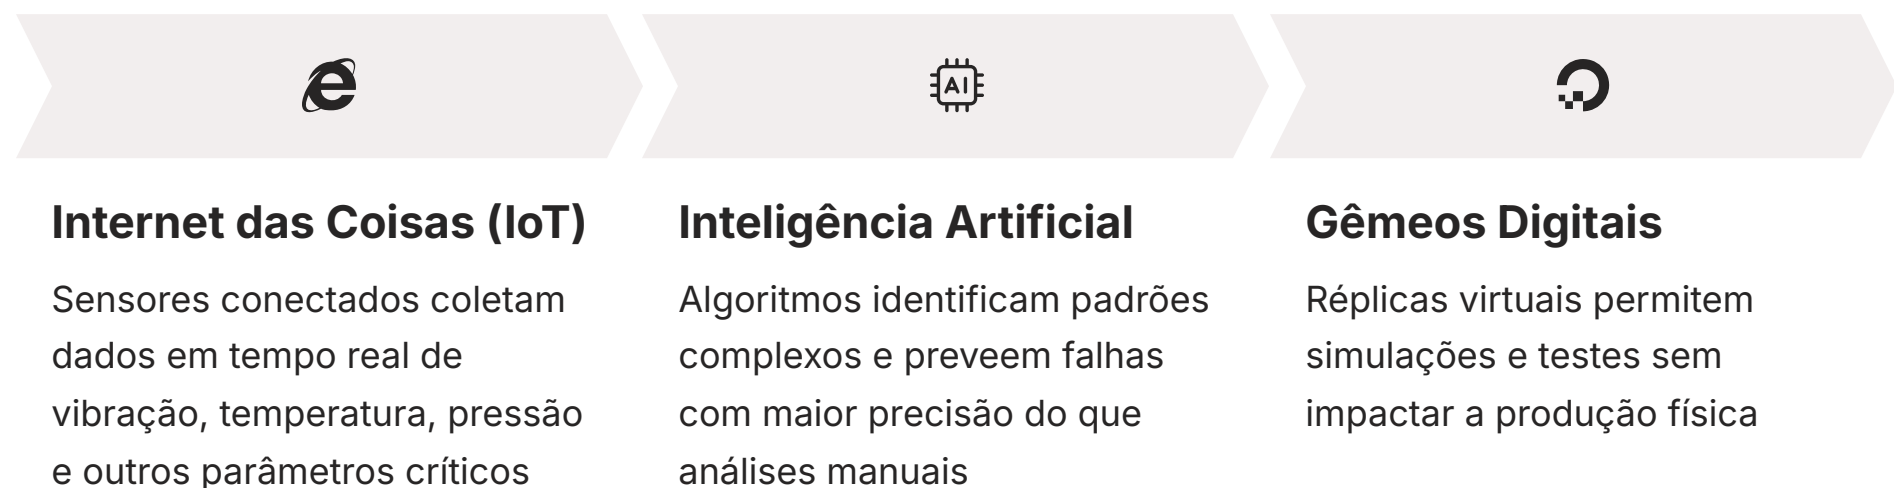 AI
Internet das Coisas (IoT)
Sensores conectados coletam
dados em tempo real de
vibração, temperatura, pressão
e outros parâmetros críticos
Inteligência Artificial
Algoritmos identificam padrões
complexos e preveem falhas
com maior precisão do que
análises manuais
Gêmeos Digitais
Réplicas virtuais permitem
simulações e testes sem
impactar a produção física